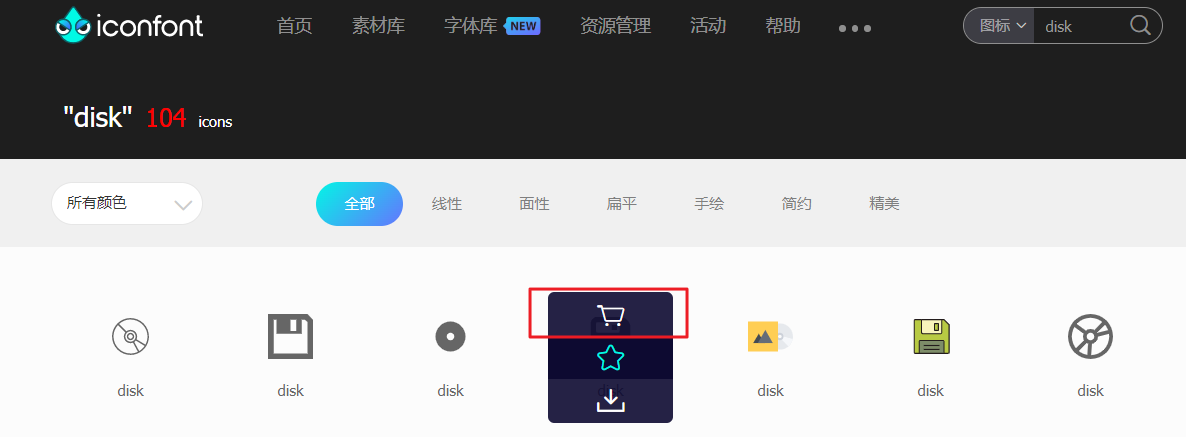 iconfont 首页 素材库 字体库 NEW 资源管理 活动 帮助 图标 disk
"disk" 104 icons
所有颜色 全部 线性 面性 扁平 手绘 简约 精美
disk disk disk disk disk disk